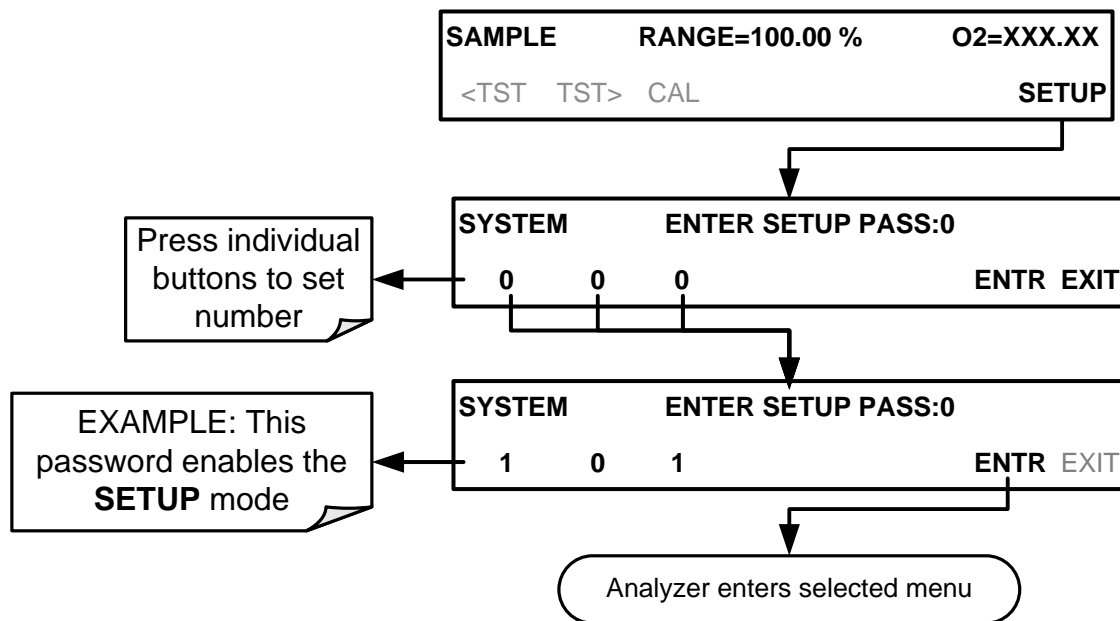 SAMPLE RANGE=100.00 % O2=XXX.XX
<TST TST> CAL SETUP
SYSTEM ENTER SETUP PASS:0
0 0 0 ENTR EXIT
Press individual
buttons to set
number
SYSTEM ENTER SETUP PASS:0
1 0 1 ENTR EXIT
EXAMPLE: This
password enables the
SETUP mode
Analyzer enters selected menu